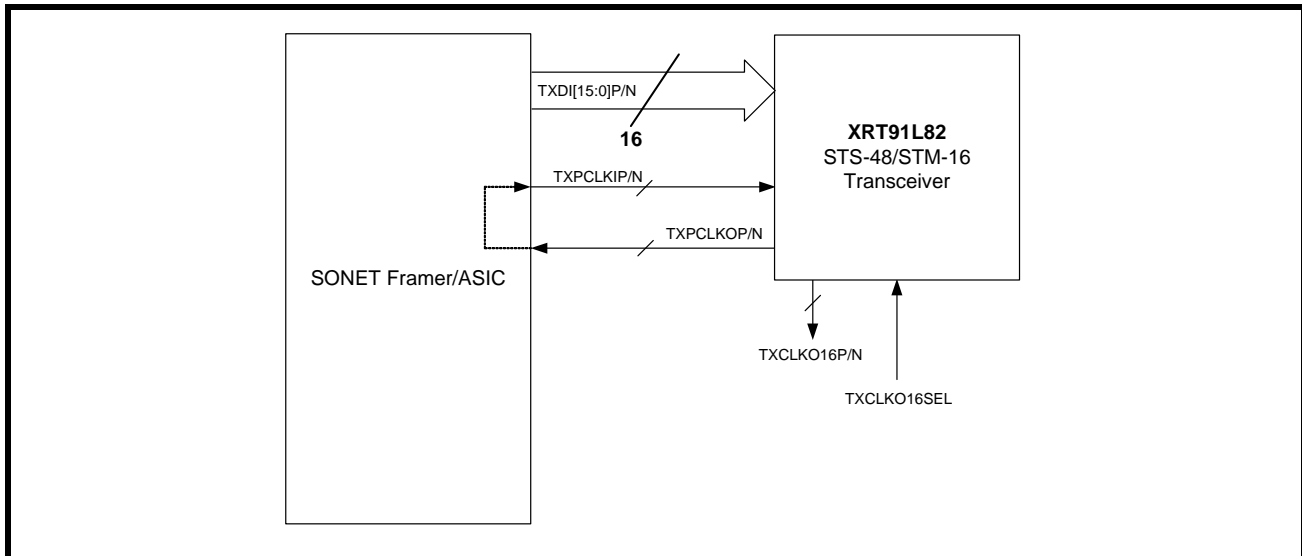 TXDI[15:0]P/N
16
XRT91L82
STS-48/STM-16
Transceiver
TXPCLKIP/N
TXPCLKOP/N
SONET Framer/ASIC
TXCLKO16P/N
TXCLKO16SEL